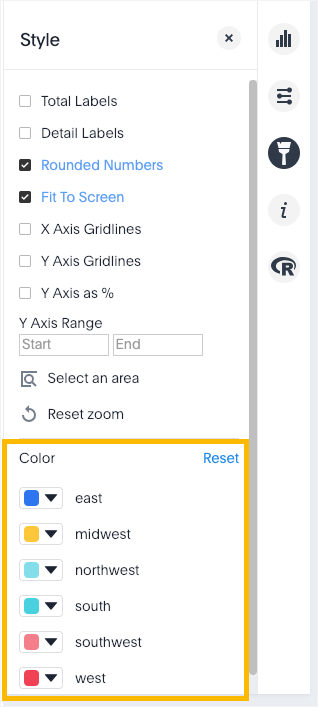 Style
Total Labels
Detail Labels
Rounded Numbers
Fit To Screen
X Axis Gridlines
Y Axis Gridlines
Y Axis as %
Y Axis Range
Start End
Select an area
Reset zoom
Color Reset
east
midwest
northwest
south
southwest
west
i
R